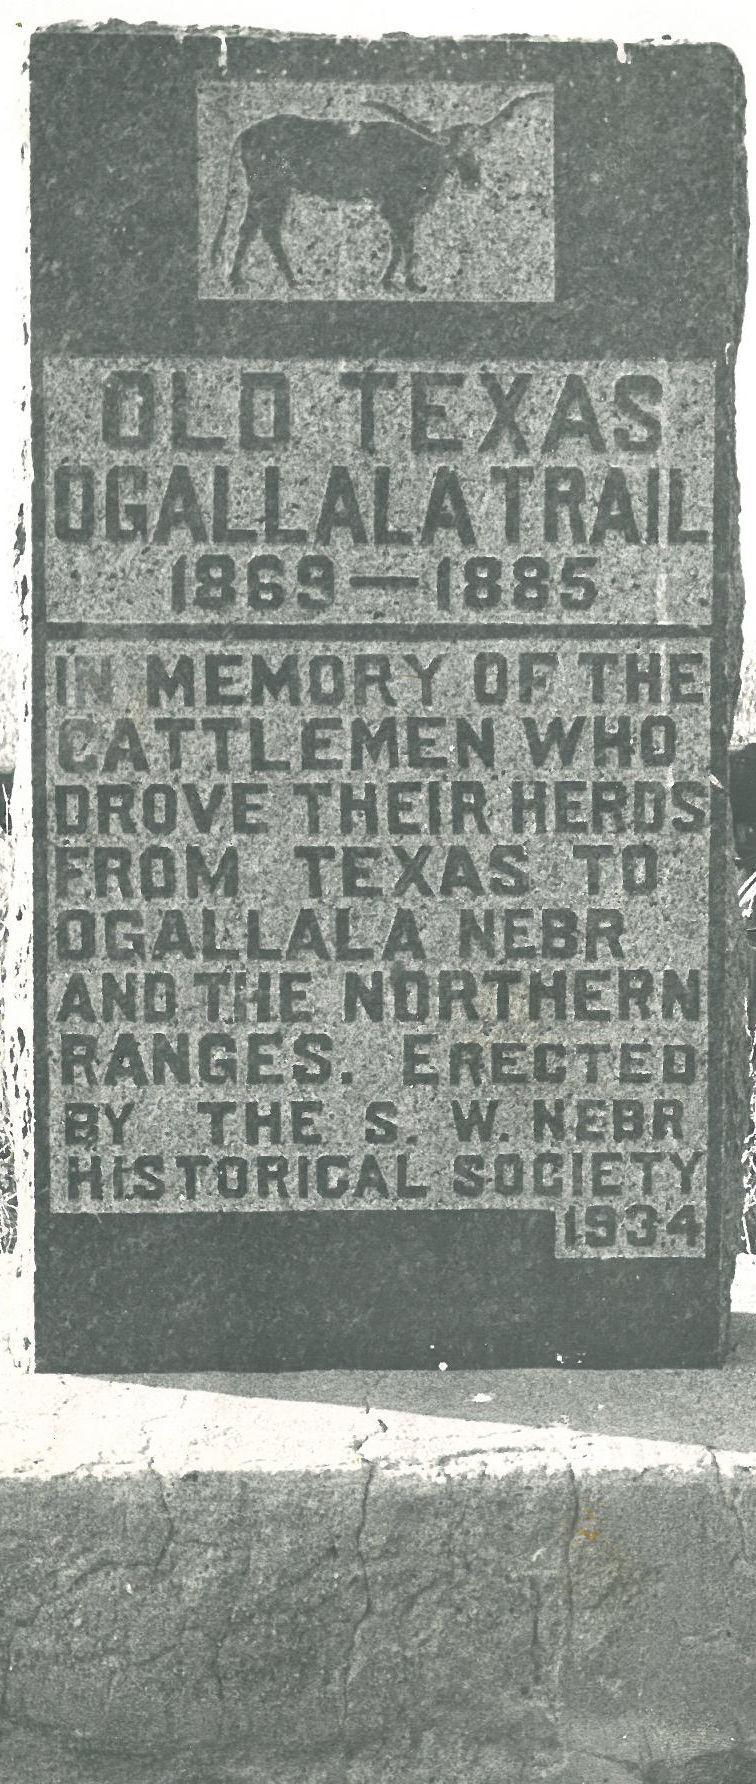 OLD TEXAS
OGALLALA TRAIL
1869—1885
IN MEMORY OF THE
CATTLEMEN WHO
DROVE THEIR HERDS
FROM TEXAS TO
OGALLALA NEBR
AND THE NORTHERN
RANGES. ERECTED
BY THE S. W. NEBR
HISTORICAL SOCIETY
1934